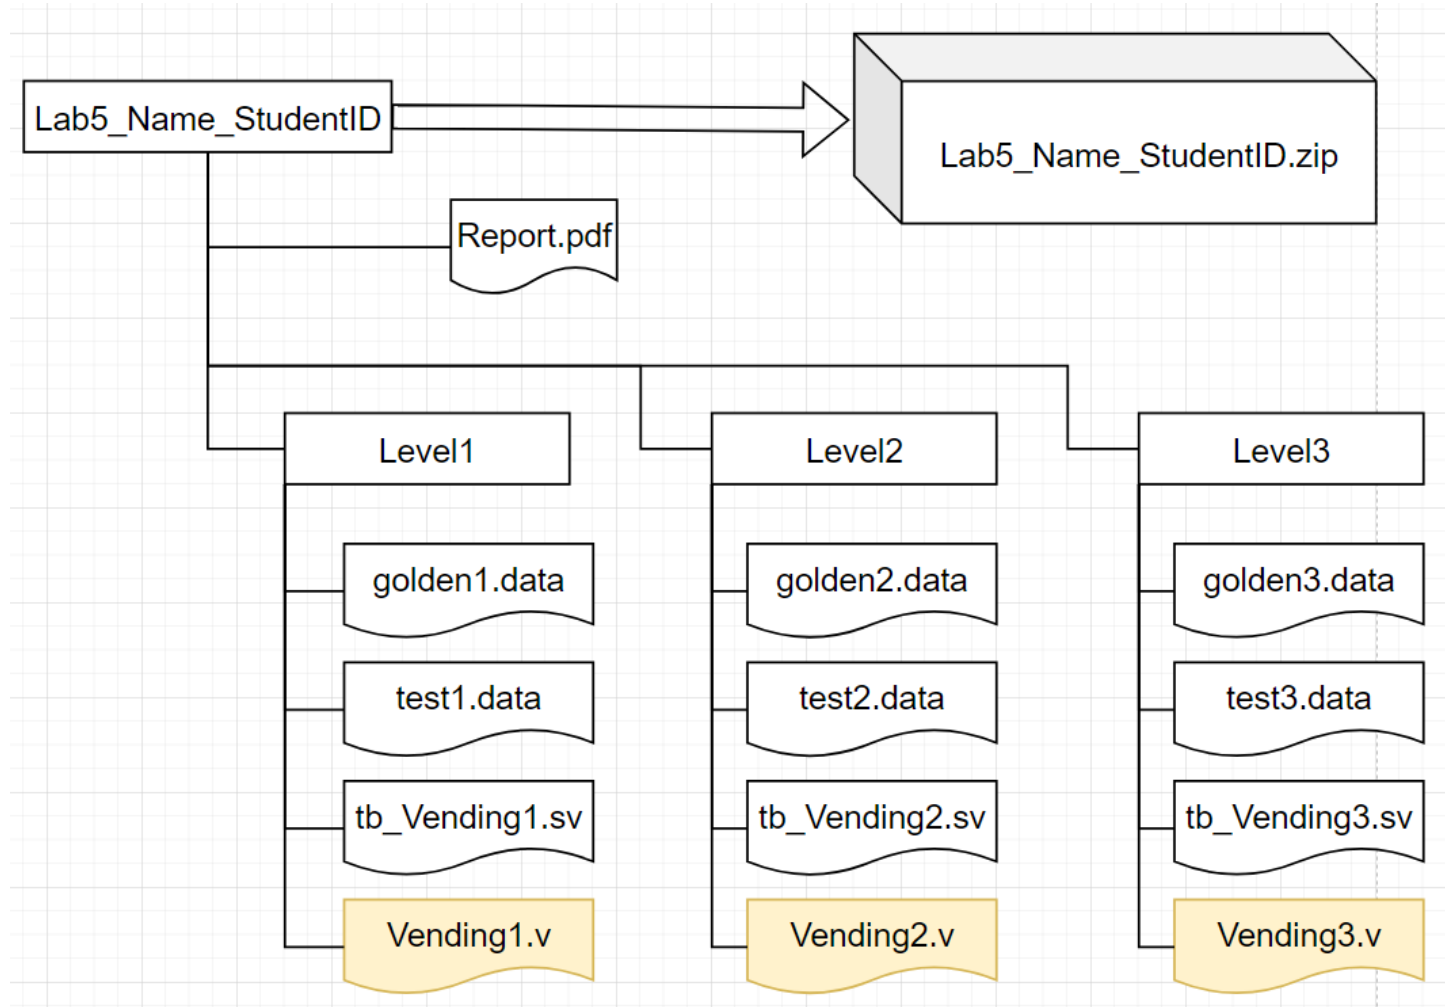 Lab5_Name_StudentID
Lab5_Name_StudentID.zip
Report.pdf
Level1
Level2
Level3
golden1.data
golden2.data
golden3.data
test1.data
test2.data
test3.data
tb_Vending1.sv
tb_Vending2.sv
tb_Vending3.sv
Vending1.v
Vending2.v
Vending3.v